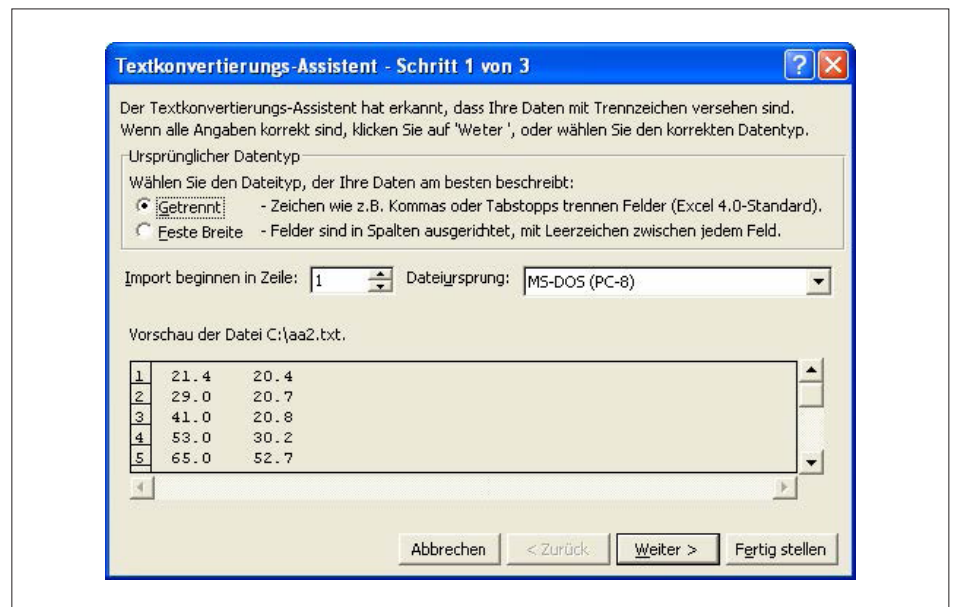 Textkonvertierungs-Assistent - Schritt 1 von 3
Der Textkonvertierungs-Assistent hat erkannt, dass Ihre Daten mit Trennzeichen versehen sind.
Wenn alle Angaben korrekt sind, klicken Sie auf 'Weter ', oder wählen Sie den korrekten Datentyp.
Ursprünglicher Datentyp
Wählen Sie den Dateityp, der Ihre Daten am besten beschreibt:
Getrennt - Zeichen wie z.B. Kommas oder Tabstopps trennen Felder (Excel 4.0-Standard).
Feste Breite - Felder sind in Spalten ausgerichtet, mit Leerzeichen zwischen jedem Feld.
Import beginnen in Zeile: 1 Dateiursprung: MS-DOS (PC-8)
Vorschau der Datei C:\aa2.txt.
1 21.4 20.4
2 29.0 20.7
3 41.0 20.8
4 53.0 30.2
5 65.0 52.7
Abbrechen < Zurück Weiter > Fertig stellen